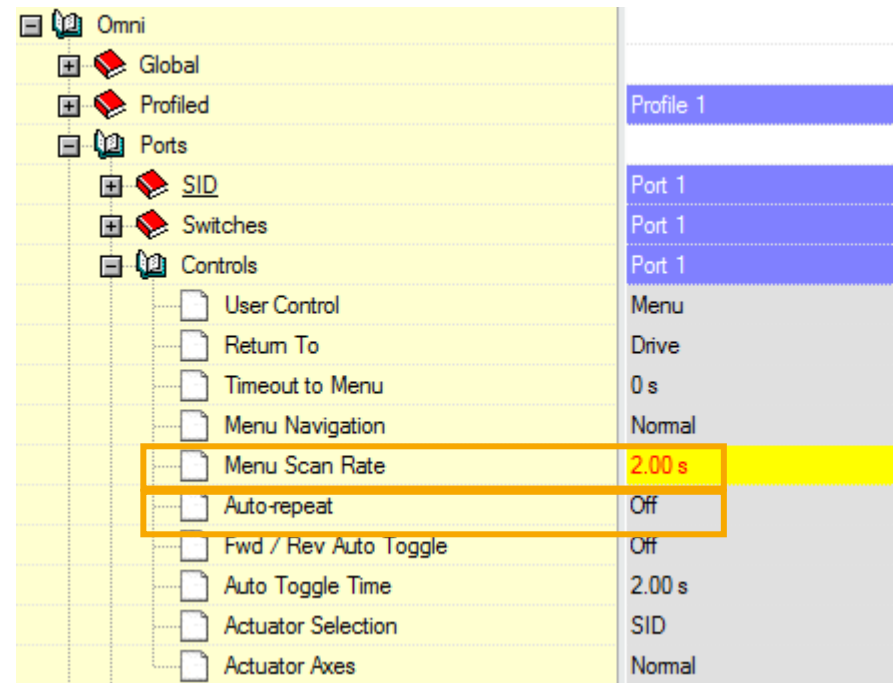 Omni
Global
Profiled Profile 1
Ports
SID Port 1
Switches Port 1
Controls Port 1
User Control Menu
Return To Drive
Timeout to Menu 0 s
Menu Navigation Normal
Menu Scan Rate 2.00 s
Auto-repeat Off
Fwd / Rev Auto Toggle Off
Auto Toggle Time 2.00 s
Actuator Selection SID
Actuator Axes Normal